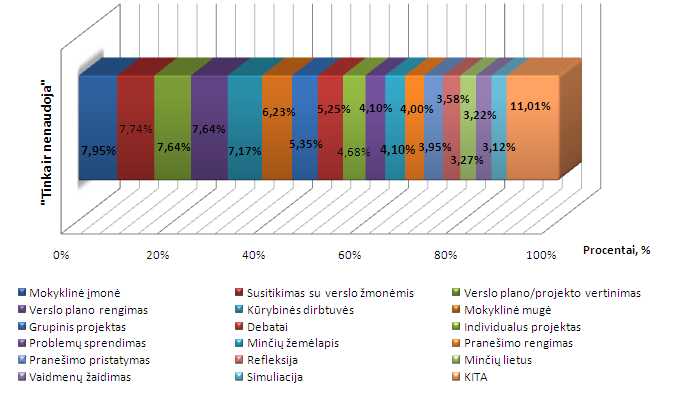 "Tinka ir nenaudoja"
7,95%
7,74%
7,64%
7,64%
7,17%
6,23%
5,35%
5,25%
4,68%
4,10%
4,10%
4,00%
3,95%
3,58%
3,27%
3,22%
3,12%
11,01%
0% 20% 40% 60% 80% 100%
Procentai, %
Mokyklinė įmonė Susitikimas su verslo žmonėmis Verslo plano/projekto vertinimas
Verslo plano rengimas Kūrybinės dirbtuvės Mokyklinė mugė
Grupinis projektas Debatai Individualus projektas
Problemų sprendimas Minčių žemėlapis Pranešimo rengimas
Pranešimo pristatymas Refleksija Minčių lietus
Vaidmenų žaidimas Simuliacija KITA